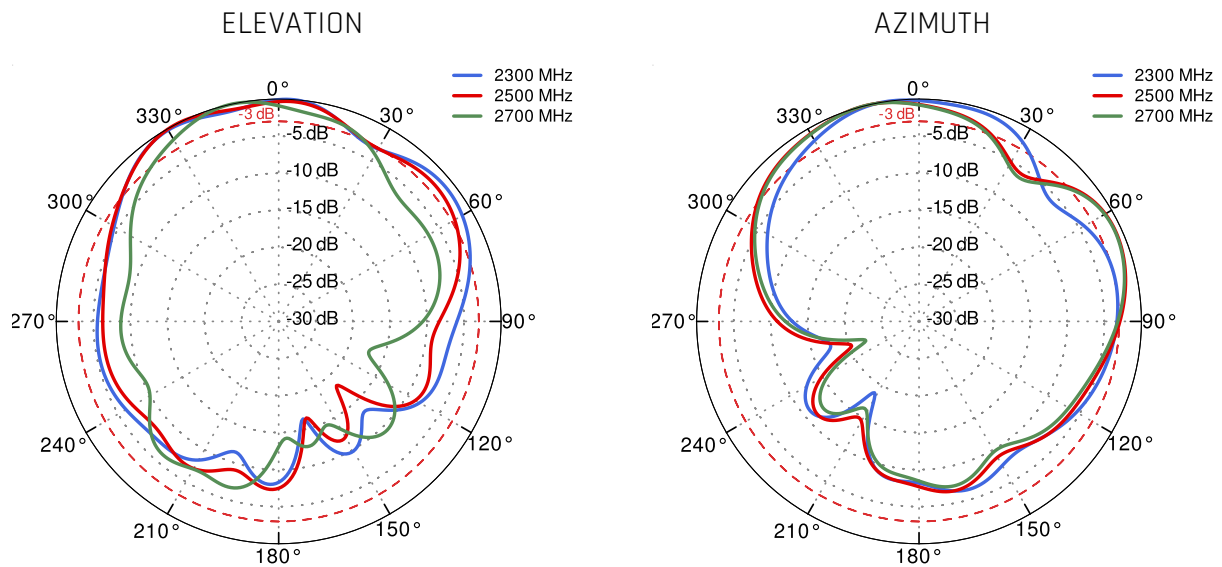 ELEVATION
2300 MHz
2500 MHz
2700 MHz
0°
30°
60°
90°
120°
150°
180°
210°
240°
270°
300°
330°
-3 dB
-5 dB
-10 dB
-15 dB
-20 dB
-25 dB
-30 dB
AZIMUTH
2300 MHz
2500 MHz
2700 MHz
0°
30°
60°
90°
120°
150°
180°
210°
240°
270°
300°
330°
-3 dB
-5 dB
-10 dB
-15 dB
-20 dB
-25 dB
-30 dB